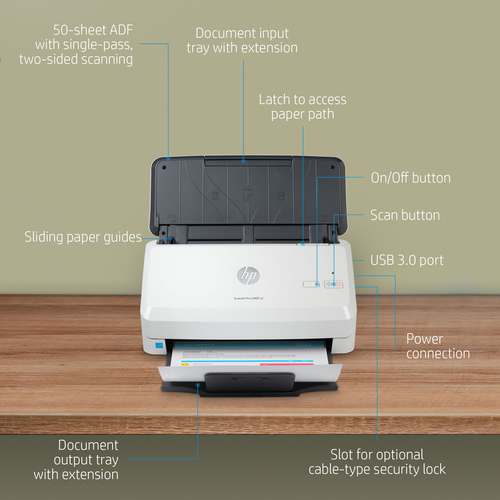 50-sheet ADF
with single-pass,
two-sided scanning
Document input
tray with extension
Latch to access
paper path
On/Off button
Scan button
Sliding paper guides
USB 3.0 port
hp
ScanJet Pro 2000 s2
Power
connection
Document
output tray
with extension
Slot for optional
cable-type security lock